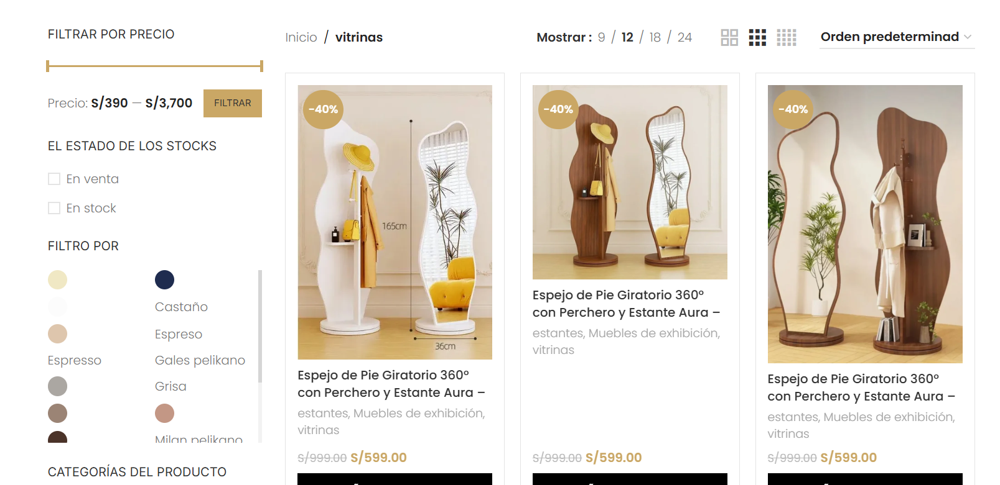 FILTRAR POR PRECIO
Precio: S/390 — S/3,700
FILTRAR
EL ESTADO DE LOS STOCKS
En venta
En stock
FILTRO POR
Castaño
Espreso
Espresso
Gales pelikano
Grisa
Milan pelikano
CATEGORÍAS DEL PRODUCTO
Inicio / vitrinas
Mostrar : 9 / 12 / 18 / 24
Orden predeterminad
-40%
165cm
36cm
Espejo de Pie Giratorio 360°
con Perchero y Estante Aura –
estantes, Muebles de exhibición,
vitrinas
S/999.00 S/599.00
-40%
Espejo de Pie Giratorio 360°
con Perchero y Estante Aura –
estantes, Muebles de exhibición,
vitrinas
S/999.00 S/599.00
-40%
Espejo de Pie Giratorio 360°
con Perchero y Estante Aura –
estantes, Muebles de exhibición,
vitrinas
S/999.00 S/599.00